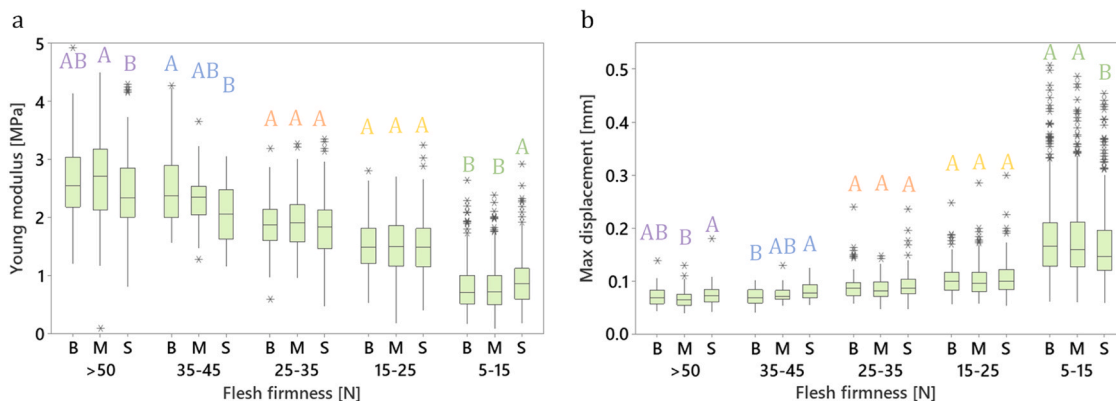 a
Young modulus [MPa]
5
4
3
2
1
0
AB A B
A AB B
A A A
A A A
B B A
B M S B M S B M S B M S B M S
>50 35-45 25-35 15-25 5-15
Flesh firmness [N]
b
Max displacement [mm]
0.5
0.4
0.3
0.2
0.1
0.0
AB B A
B AB A
A A A
A A A
A A B
B M S B M S B M S B M S B M S
>50 35-45 25-35 15-25 5-15
Flesh firmness [N]